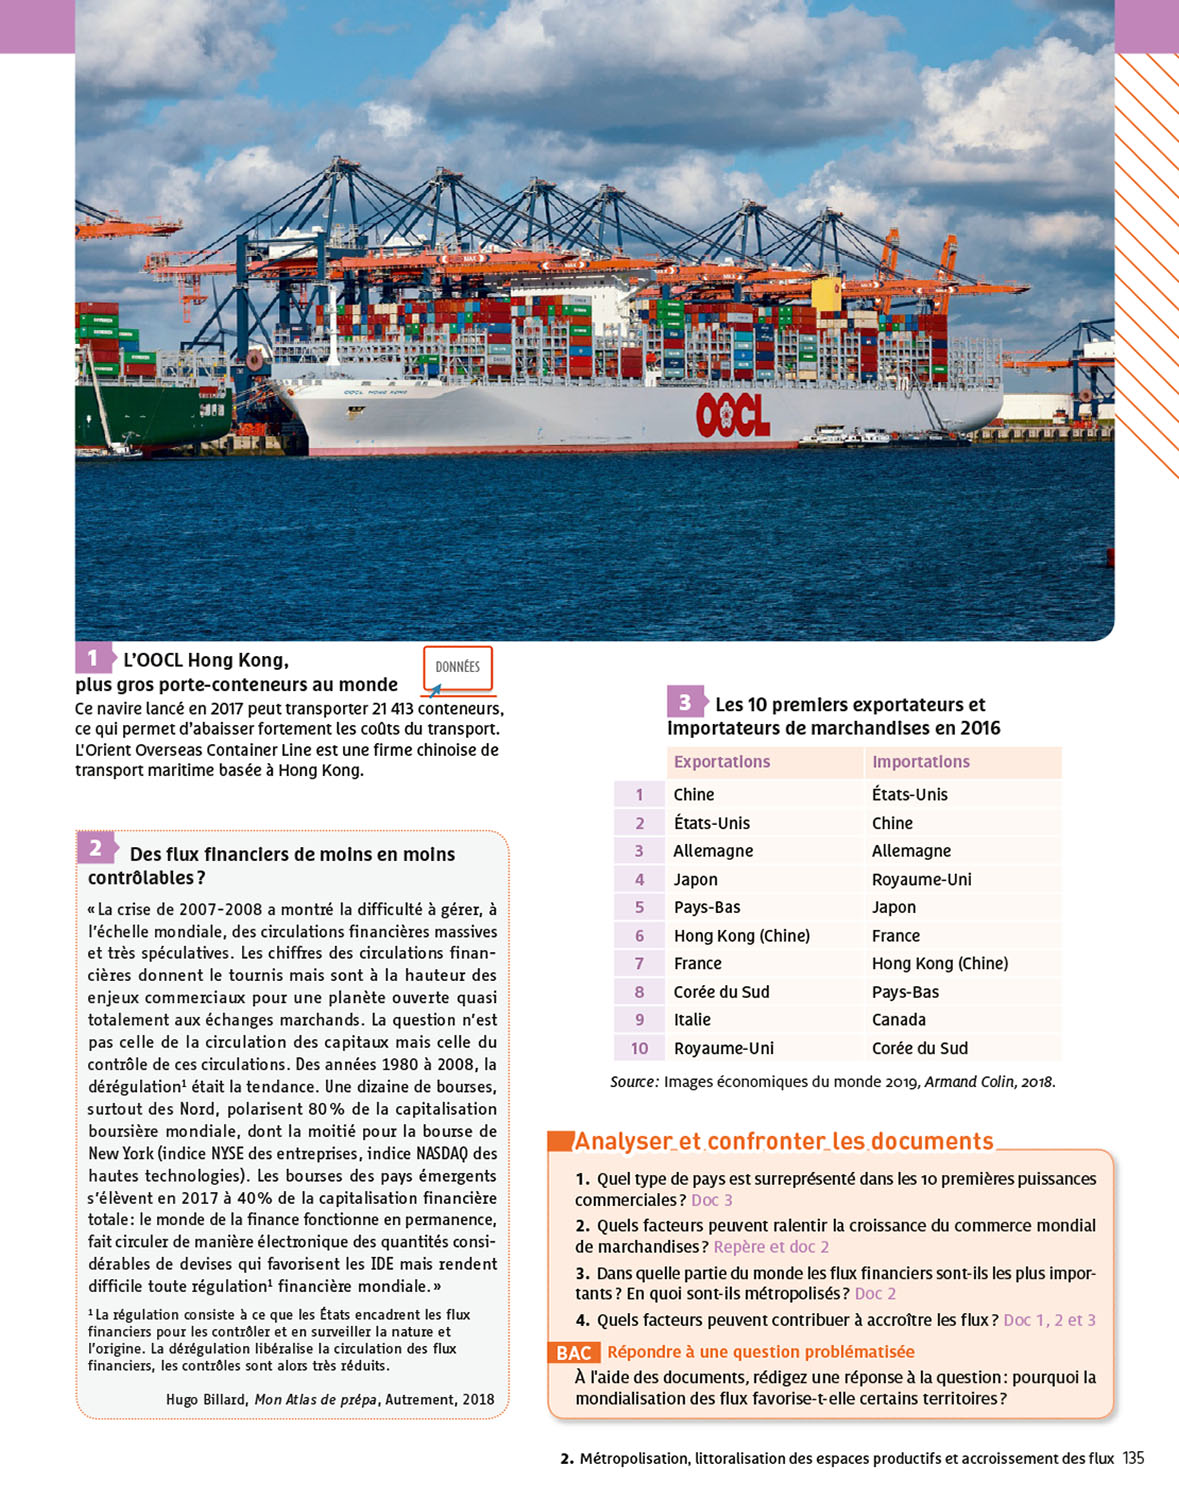 OOCL HONG KONG
OOCL
1 L'OOCL Hong Kong,
plus gros porte-conteneurs au monde
DONNÉES
Ce navire lancé en 2017 peut transporter 21 413 conteneurs,
ce qui permet d'abaisser fortement les coûts du transport.
L'Orient Overseas Container Line est une firme chinoise de
transport maritime basée à Hong Kong.
2 Des flux financiers de moins en moins
contrôlables ?
« La crise de 2007-2008 a montré la difficulté à gérer, à
l'échelle mondiale, des circulations financières massives
et très spéculatives. Les chiffres des circulations finan-
cières donnent le tournis mais sont à la hauteur des
enjeux commerciaux pour une planète ouverte quasi
totalement aux échanges marchands. La question n'est
pas celle de la circulation des capitaux mais celle du
contrôle de ces circulations. Des années 1980 à 2008, la
dérégulation¹ était la tendance. Une dizaine de bourses,
surtout des Nord, polarisent 80 % de la capitalisation
boursière mondiale, dont la moitié pour la bourse de
New York (indice NYSE des entreprises, indice NASDAQ des
hautes technologies). Les bourses des pays émergents
s'élèvent en 2017 à 40 % de la capitalisation financière
totale : le monde de la finance fonctionne en permanence,
fait circuler de manière électronique des quantités consi-
dérables de devises qui favorisent les IDE mais rendent
difficile toute régulation¹ financière mondiale. »
¹ La régulation consiste à ce que les États encadrent les flux
financiers pour les contrôler et en surveiller la nature et
l'origine. La dérégulation libéralise la circulation des flux
financiers, les contrôles sont alors très réduits.
Hugo Billard, Mon Atlas de prépa, Autrement, 2018
3 Les 10 premiers exportateurs et
importateurs de marchandises en 2016
Exportations Importations
1 Chine États-Unis
2 États-Unis Chine
3 Allemagne Allemagne
4 Japon Royaume-Uni
5 Pays-Bas Japon
6 Hong Kong (Chine) France
7 France Hong Kong (Chine)
8 Corée du Sud Pays-Bas
9 Italie Canada
10 Royaume-Uni Corée du Sud
Source : Images économiques du monde 2019, Armand Colin, 2018.
Analyser et confronter les documents
1. Quel type de pays est surreprésenté dans les 10 premières puissances
commerciales ? Doc 3
2. Quels facteurs peuvent ralentir la croissance du commerce mondial
de marchandises ? Repère et doc 2
3. Dans quelle partie du monde les flux financiers sont-ils les plus impor-
tants ? En quoi sont-ils métropolisés ? Doc 2
4. Quels facteurs peuvent contribuer à accroître les flux ? Doc 1, 2 et 3
BAC Répondre à une question problématisée
À l'aide des documents, rédigez une réponse à la question : pourquoi la
mondialisation des flux favorise-t-elle certains territoires ?
2. Métropolisation, littoralisation des espaces productifs et accroissement des flux 135